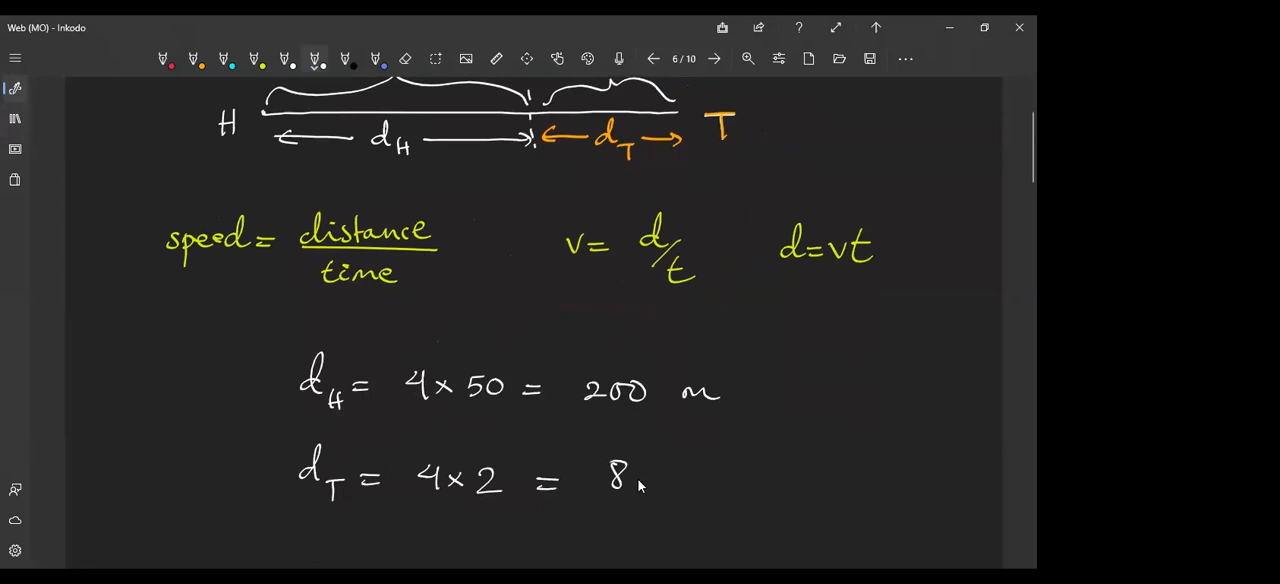 Web (MO) - Inkodo
6 / 10
H d_H d_T T
speed = distance/time v = d/t d = vt
d_H = 4 × 50 = 200 m
d_T = 4 × 2 = 8